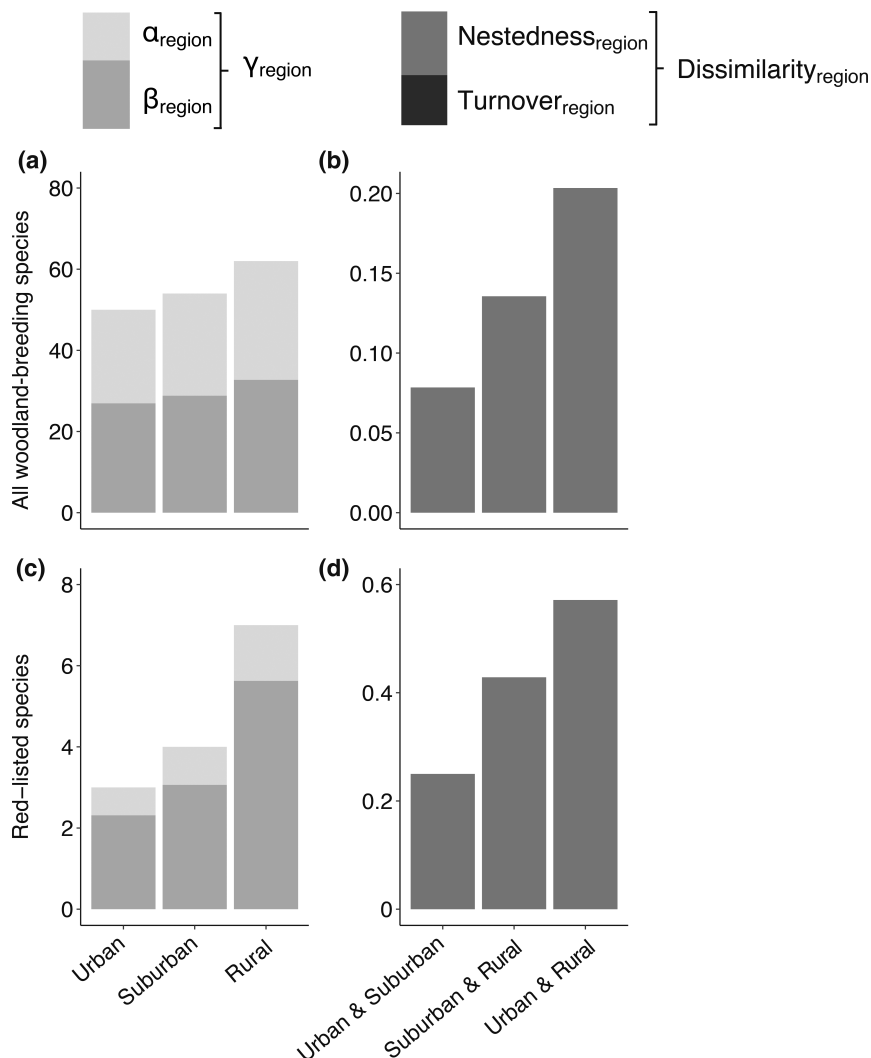 αregion
βregion
γregion
Nestednessregion
Turnoverregion
Dissimilarityregion
(a)
All woodland-breeding species
80
60
40
20
0
(b)
0.20
0.15
0.10
0.05
0.00
(c)
Red−listed species
8
6
4
2
0
Urban
Suburban
Rural
(d)
0.6
0.4
0.2
0
Urban & Suburban
Suburban & Rural
Urban & Rural